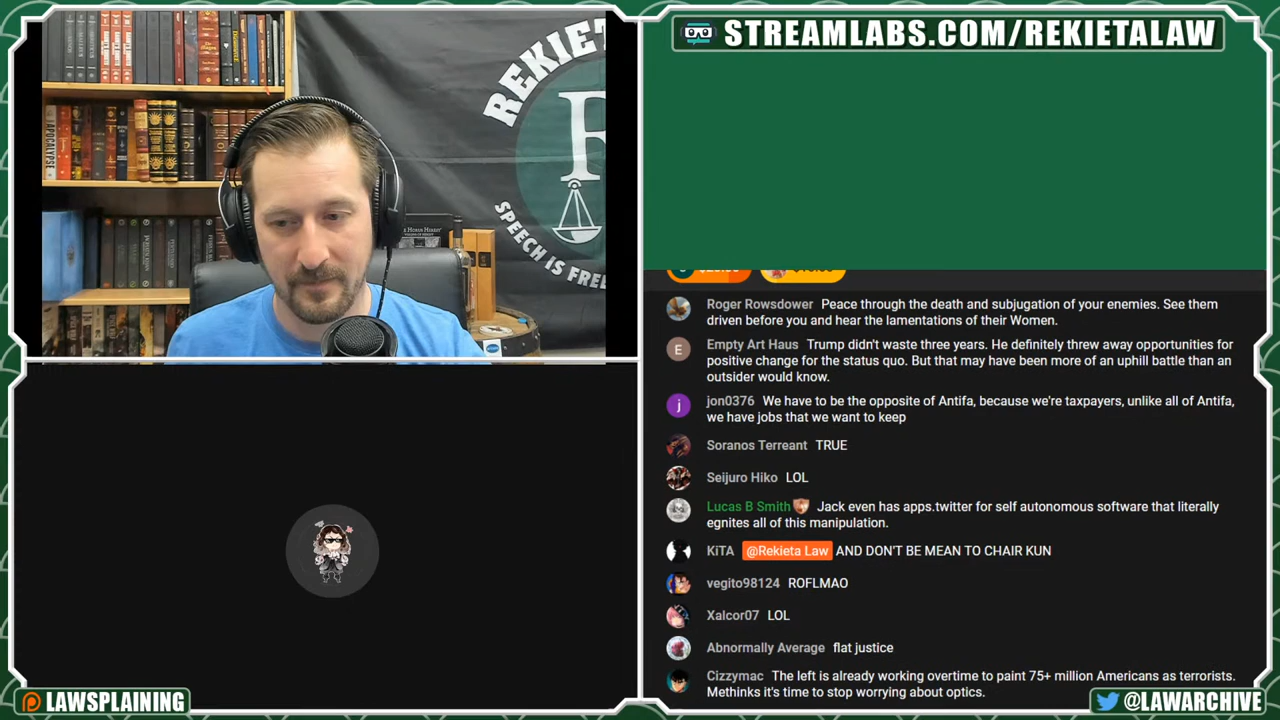 STREAMLABS.COM/REKIETALAW
REKIET
R
SPEECH IS FREE
APOCALYPSE
Roger Rowsdower Peace through the death and subjugation of your enemies. See them
driven before you and hear the lamentations of their Women.
E
Empty Art Haus Trump didn't waste three years. He definitely threw away opportunities for
positive change for the status quo. But that may have been more of an uphill battle than an
outsider would know.
j
jon0376 We have to be the opposite of Antifa, because we're taxpayers, unlike all of Antifa,
we have jobs that we want to keep
Soranos Terreant TRUE
Seijuro Hiko LOL
Lucas B Smith Jack even has apps.twitter for self autonomous software that literally
egnites all of this manipulation.
KiTA @Rekieta Law AND DON'T BE MEAN TO CHAIR KUN
vegito98124 ROFLMAO
Xalcor07 LOL
Abnormally Average flat justice
Cizzymac The left is already working overtime to paint 75+ million Americans as terrorists.
Methinks it's time to stop worrying about optics.
LAWSPLAINING
@LAWARCHIVE